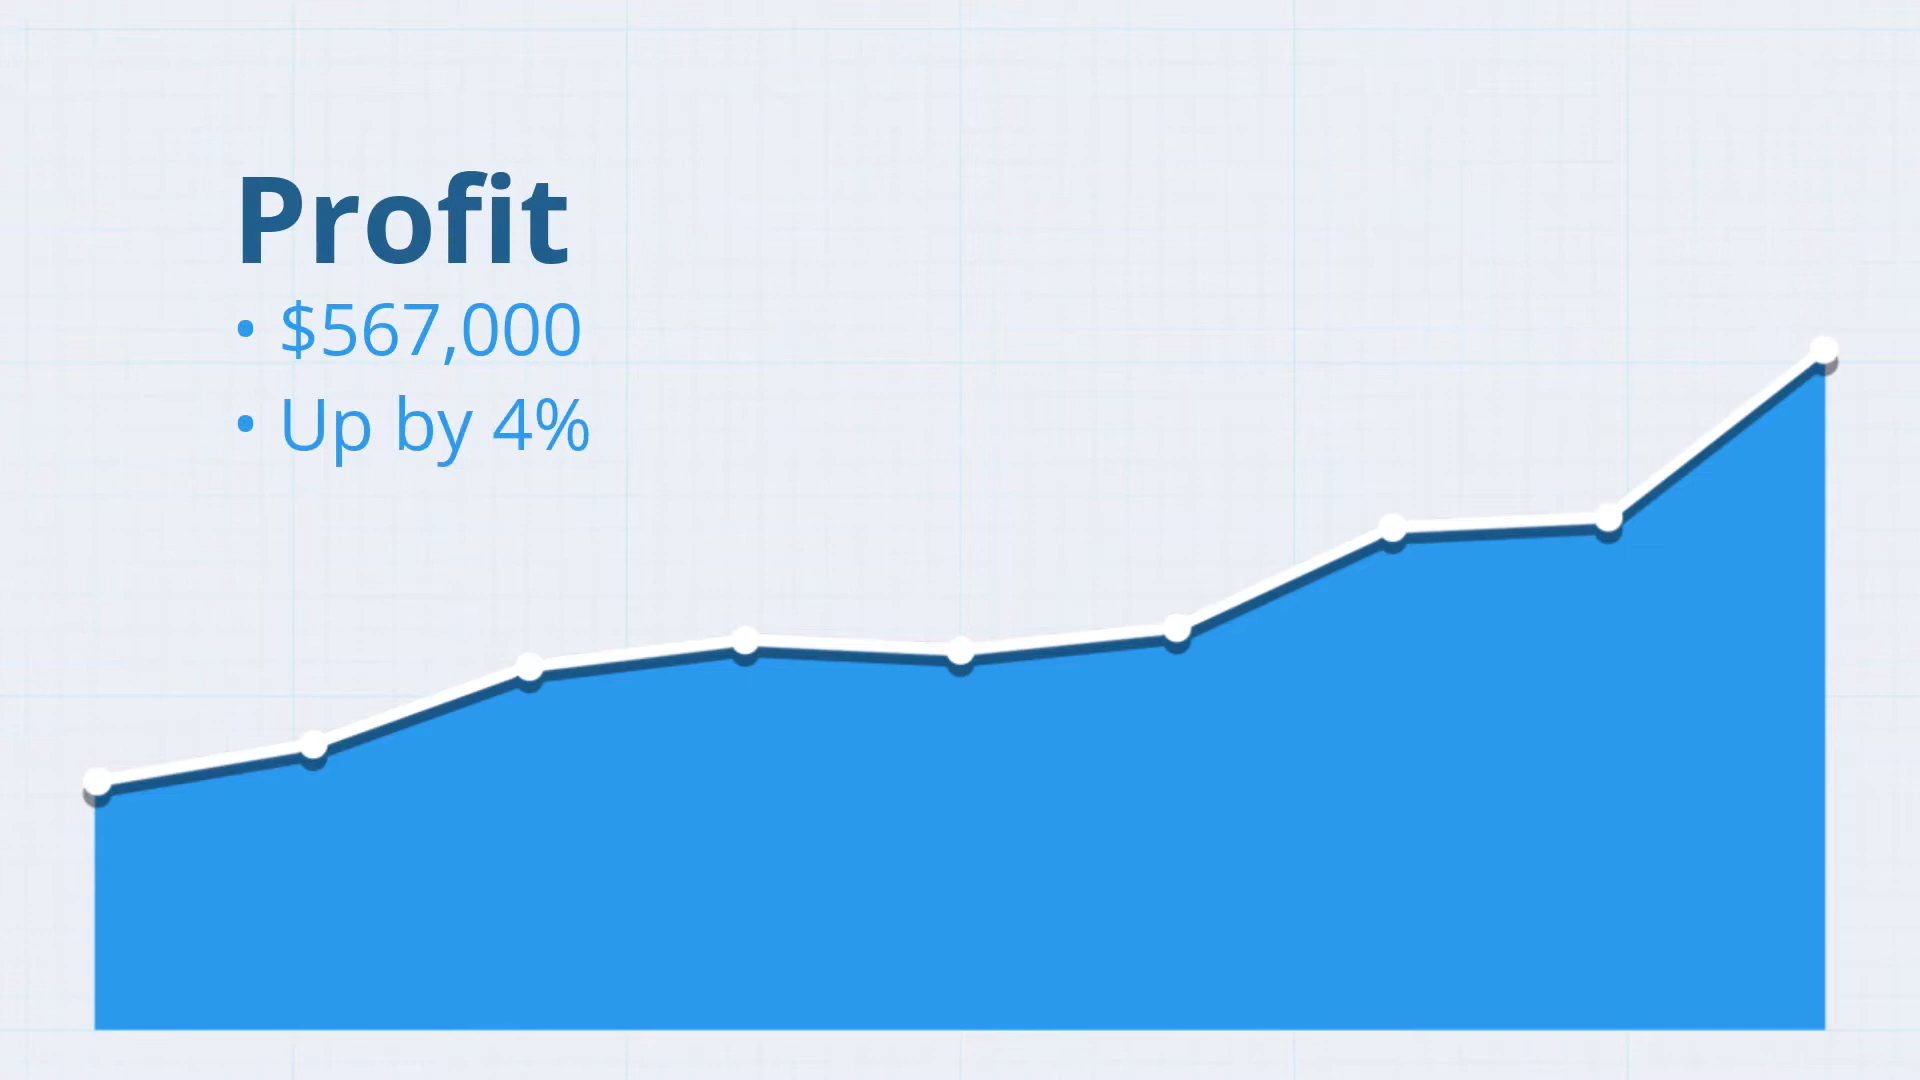 Profit
• $567,000
• Up by 4%